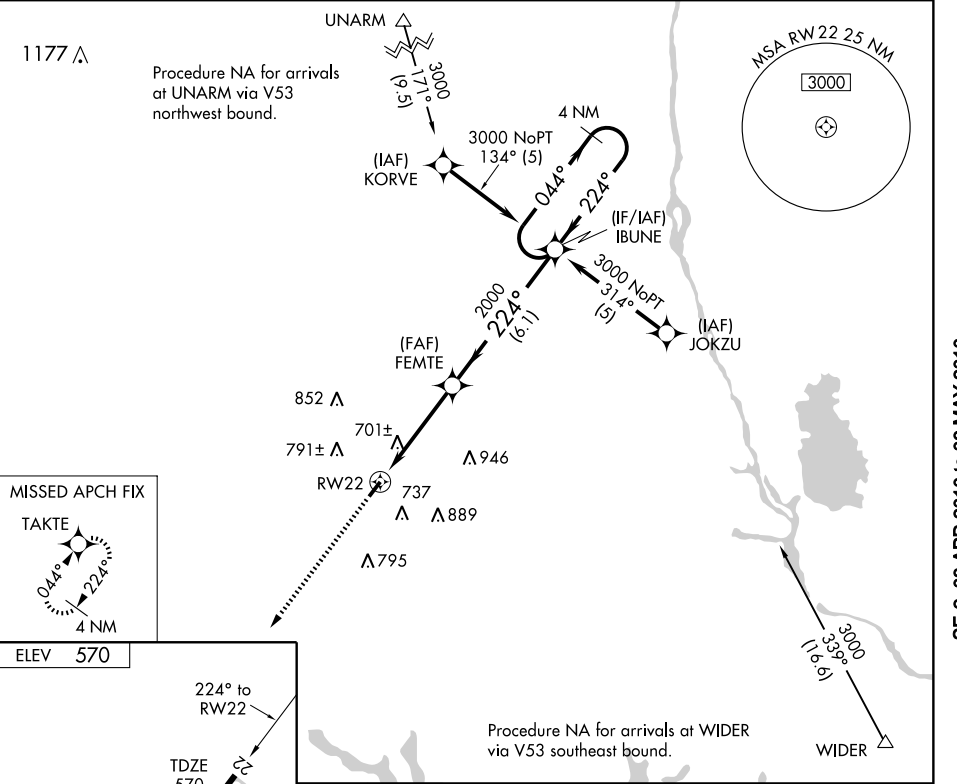 UNARM
1177
Procedure NA for arrivals
at UNARM via V53
northwest bound.
3000
171°
(9.5)
MSA RW22 25 NM
3000
4 NM
3000 NoPT
134° (5)
(IAF)
KORVE
044°
224°
(IF/IAF)
IBUNE
3000 NoPT
314°
(5)
(IAF)
JOKZU
2000
224°
(6.1)
(FAF)
FEMTE
852
701±
791±
946
RW22
737
889
795
MISSED APCH FIX
TAKTE
044°
224°
4 NM
ELEV 570
224° to
RW22
22
TDZE
570
3000
339°
(16.6)
Procedure NA for arrivals at WIDER
via V53 southeast bound.
WIDER